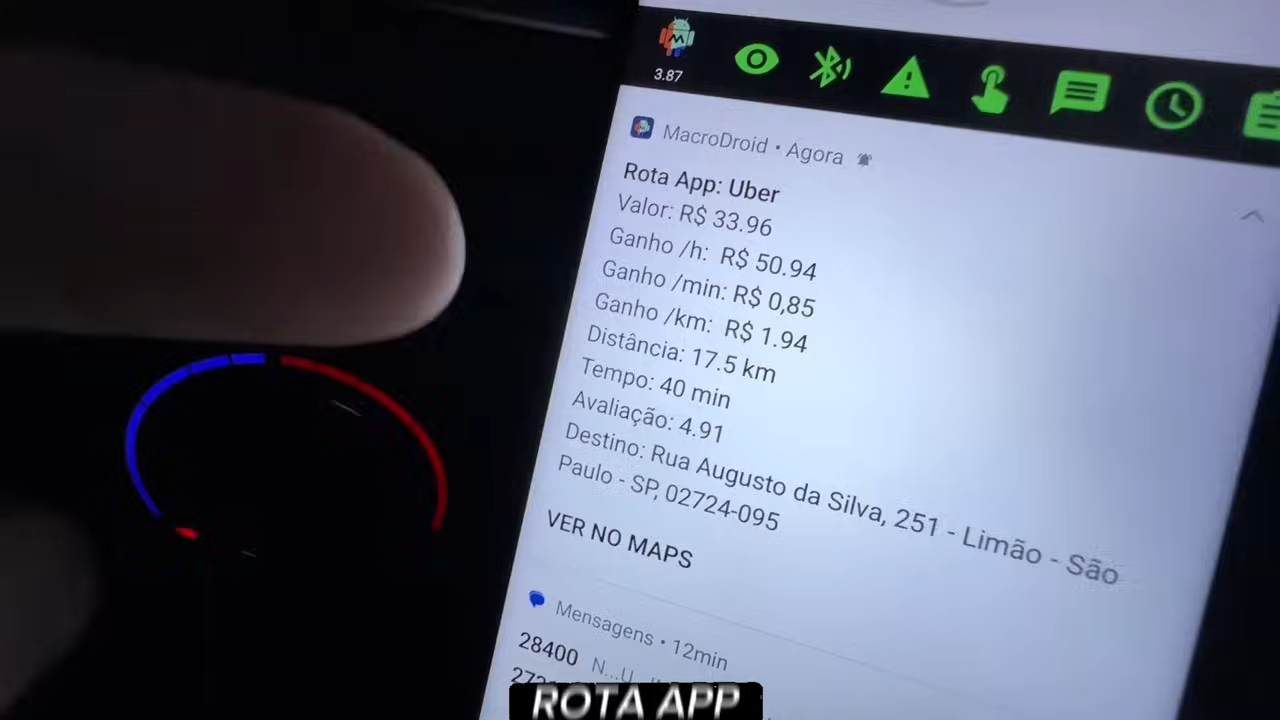 3.87
MacroDroid • Agora
Rota App: Uber
Valor: R$ 33.96
Ganho /h: R$ 50.94
Ganho /min: R$ 0,85
Ganho /km: R$ 1.94
Distância: 17.5 km
Tempo: 40 min
Avaliação: 4.91
Destino: Rua Augusto da Silva, 251 - Limão - São
Paulo - SP, 02724-095
VER NO MAPS
Mensagens • 12min
28400
ROTA APP